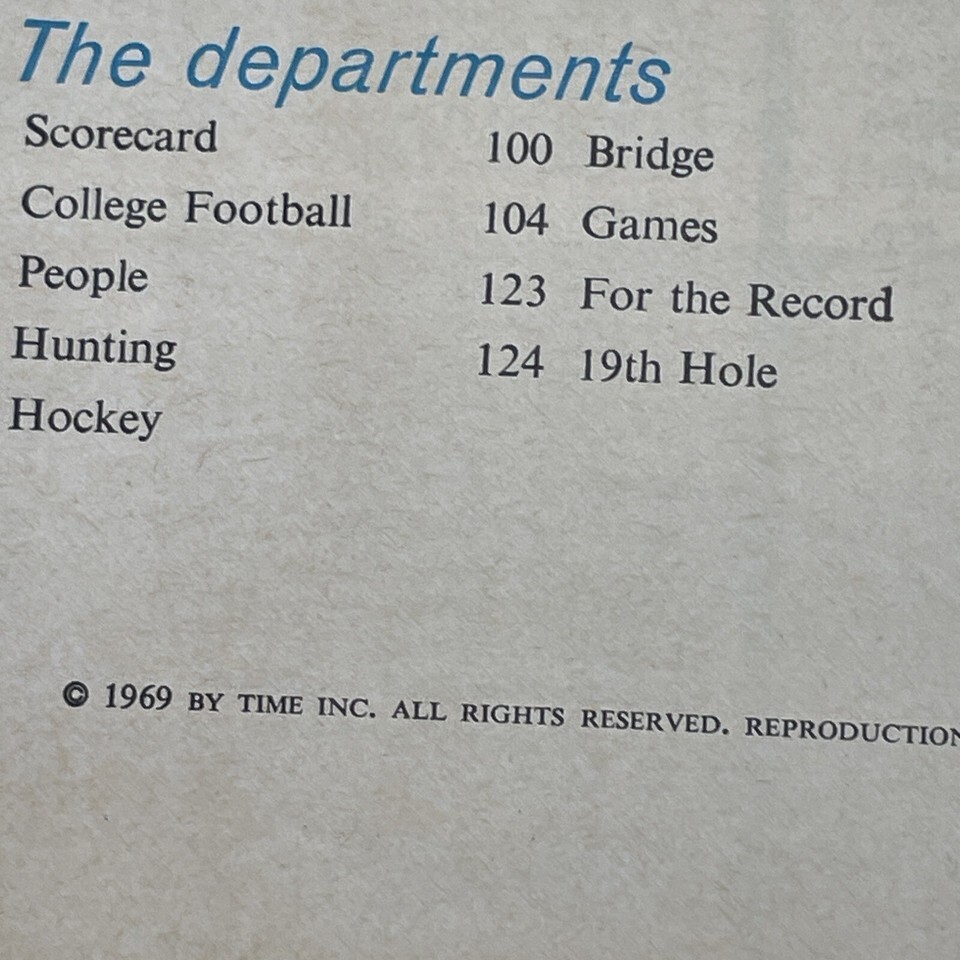 The departments
Scorecard
College Football
People
Hunting
Hockey
100 Bridge
104 Games
123 For the Record
124 19th Hole
© 1969 BY TIME INC. ALL RIGHTS RESERVED. REPRODUCTION